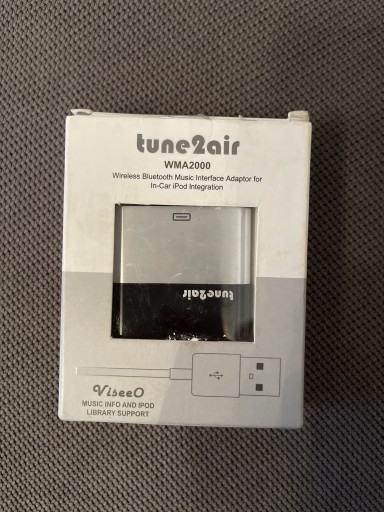 tune2air
WMA2000
Wireless Bluetooth Music Interface Adaptor for
In-Car iPod Integration
tune2air
ViseeO
MUSIC INFO AND IPOD
LIBRARY SUPPORT